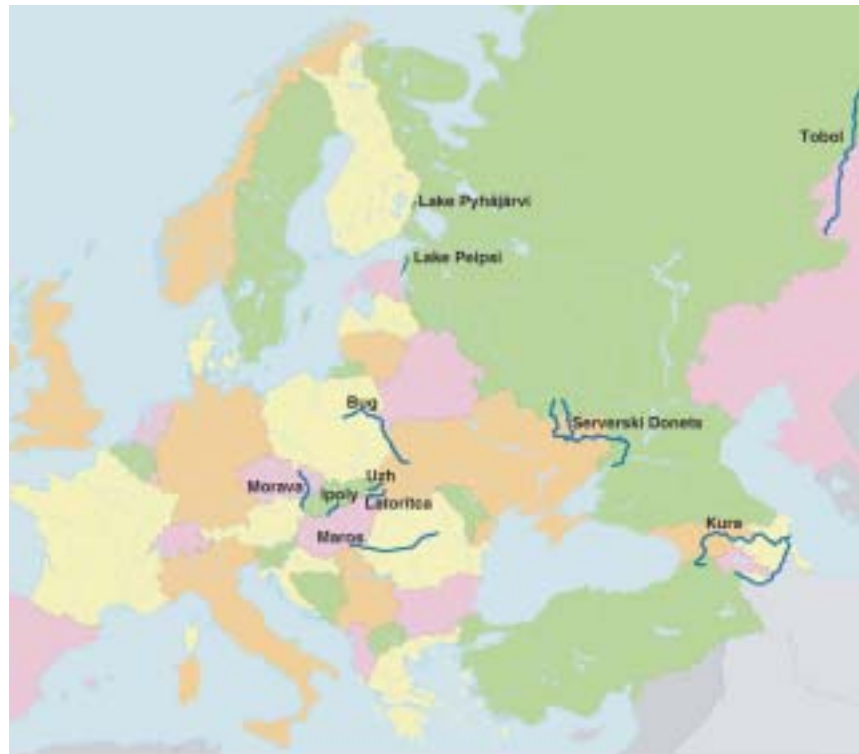 Tobol
Lake Pyhäjärvi
Lake Peipsi
Bug
Serverski Donets
Uzh
Morava
Ipoly
Latoritca
Maros
Kura